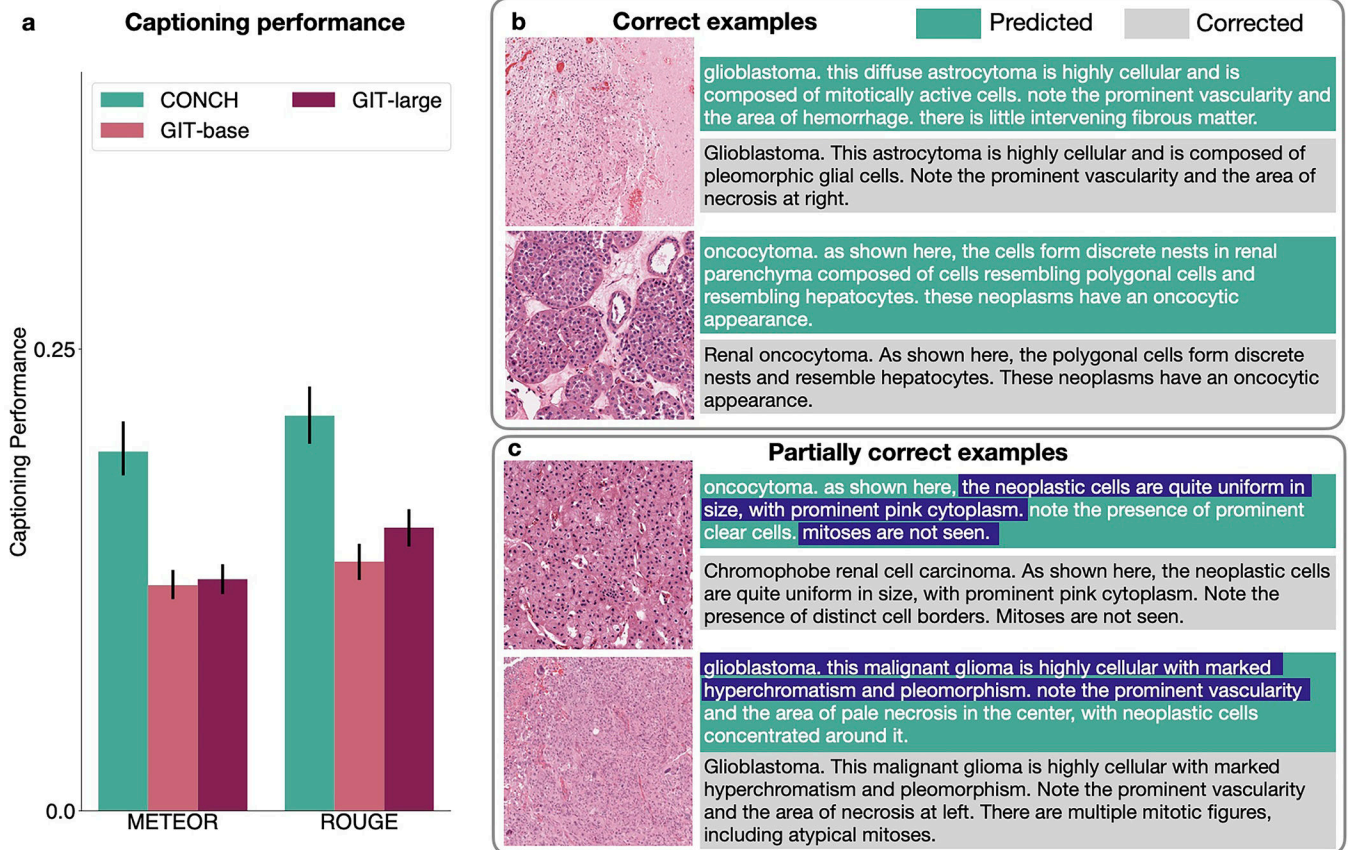 a
Captioning performance
CONCH
GIT-base
GIT-large
Captioning Performance
0.25
0.0
METEOR
ROUGE
b
Correct examples
Predicted
Corrected
glioblastoma. this diffuse astrocytoma is highly cellular and is
composed of mitotically active cells. note the prominent vascularity and
the area of hemorrhage. there is little intervening fibrous matter.
Glioblastoma. This astrocytoma is highly cellular and is composed of
pleomorphic glial cells. Note the prominent vascularity and the area of
necrosis at right.
oncocytoma. as shown here, the cells form discrete nests in renal
parenchyma composed of cells resembling polygonal cells and
resembling hepatocytes. these neoplasms have an oncocytic
appearance.
Renal oncocytoma. As shown here, the polygonal cells form discrete
nests and resemble hepatocytes. These neoplasms have an oncocytic
appearance.
c
Partially correct examples
oncocytoma. as shown here, the neoplastic cells are quite uniform in
size, with prominent pink cytoplasm. note the presence of prominent
clear cells. mitoses are not seen.
Chromophobe renal cell carcinoma. As shown here, the neoplastic cells
are quite uniform in size, with prominent pink cytoplasm. Note the
presence of distinct cell borders. Mitoses are not seen.
glioblastoma. this malignant glioma is highly cellular with marked
hyperchromatism and pleomorphism. note the prominent vascularity
and the area of pale necrosis in the center, with neoplastic cells
concentrated around it.
Glioblastoma. This malignant glioma is highly cellular with marked
hyperchromatism and pleomorphism. Note the prominent vascularity
and the area of necrosis at left. There are multiple mitotic figures,
including atypical mitoses.